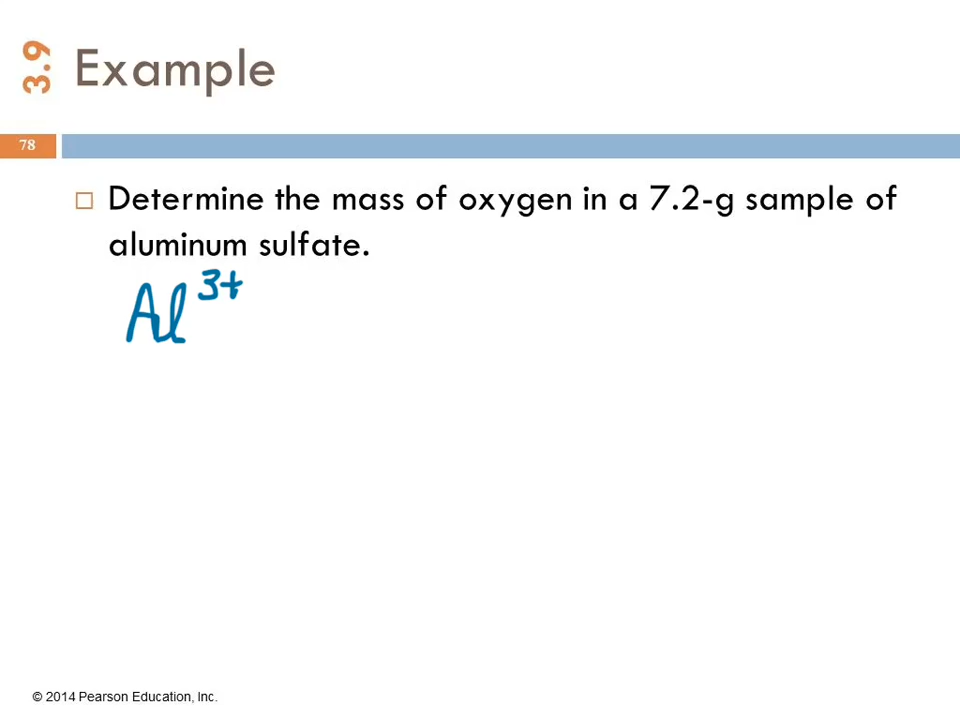 3.9
Example
78
Determine the mass of oxygen in a 7.2-g sample of
aluminum sulfate.
Al 3+
© 2014 Pearson Education, Inc.